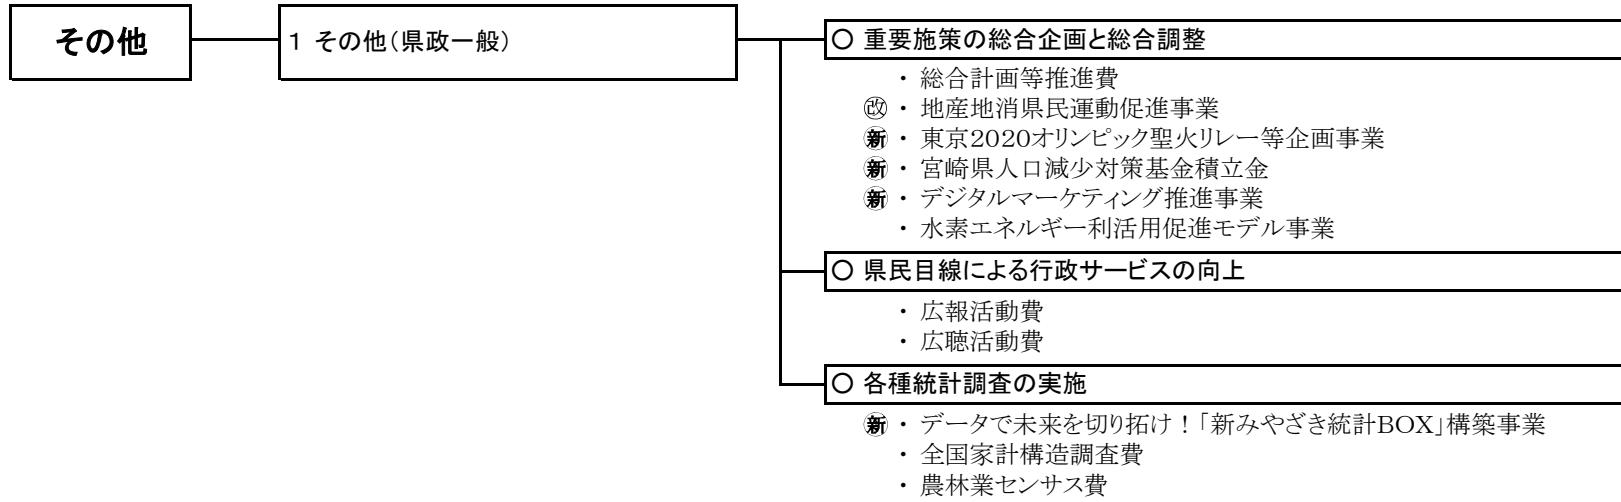 その他
1 その他(県政一般)
○ 重要施策の総合企画と総合調整
・ 総合計画等推進費
㊢改・ 地産地消県民運動促進事業
新・ 東京2020オリンピック聖火リレー等企画事業
新・ 宮崎県人口減少対策基金積立金
新・ デジタルマーケティング推進事業
・ 水素エネルギー利活用促進モデル事業
○ 県民目線による行政サービスの向上
・ 広報活動費
・ 広聴活動費
○ 各種統計調査の実施
新・ データで未来を切り拓け!「新みやざき統計BOX」構築事業
・ 全国家計構造調査費
・ 農林業センサス費